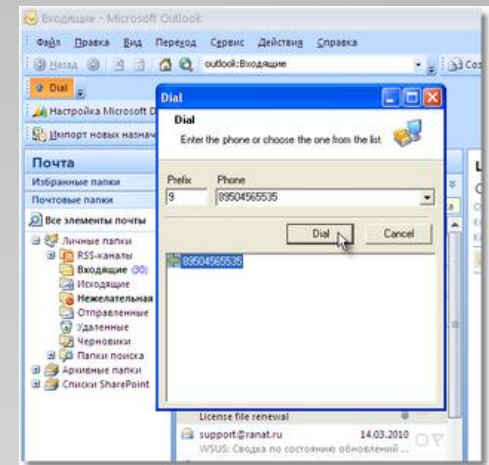 Входящие - Microsoft Outlook
Файл Правка Вид Переход Сервис Действия Справка
Назад outlook:Входящие
Dial
Настройка Microsoft
Импорт новых
Dial
Dial
Enter the phone or choose the one from the list
Prefix Phone
9 89504565535
Dial Cancel
89504565535
Почта
Избранные папки
Почтовые папки
Все элементы почты
Личные папки
RSS-каналы
Входящие (30)
Исходящие
Нежелательная
Отправленные
Удаленные
Черновики
Папки поиска
Архивные папки
Списки SharePoint
License file renewal
support@ranat.ru 14.03.2010
WSUS: Сводка по состоянию обновлений ...